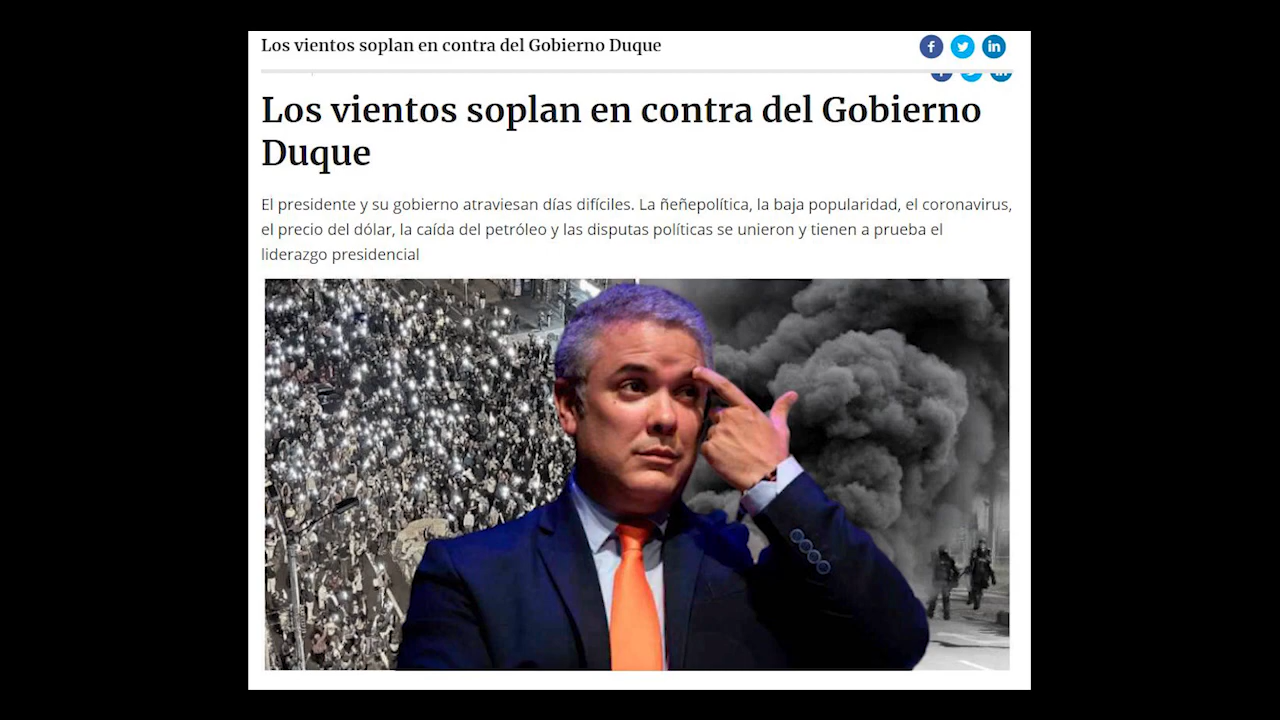 Los vientos soplan en contra del Gobierno Duque
Los vientos soplan en contra del Gobierno
Duque
El presidente y su gobierno atraviesan días difíciles. La ñeñepolítica, la baja popularidad, el coronavirus,
el precio del dólar, la caída del petróleo y las disputas políticas se unieron y tienen a prueba el
liderazgo presidencial